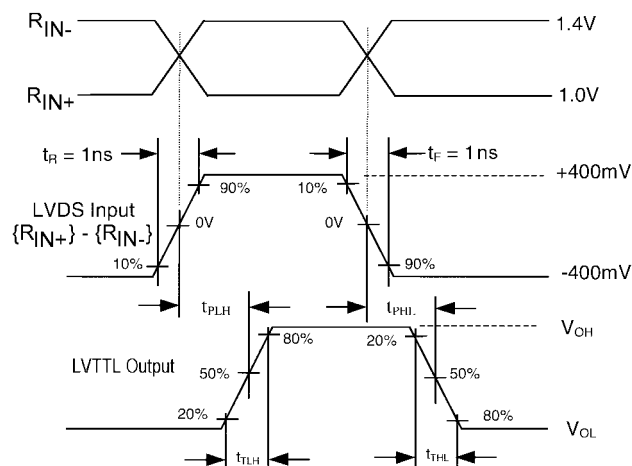 RIN-
1.4V
RIN+
1.0V
tR = 1ns
tF = 1ns
+400mV
90%
10%
LVDS Input
{RIN+} - {RIN-}
0V
0V
10%
90%
-400mV
tPLH
tPHL
VOH
80%
20%
LVTTL Output
50%
50%
20%
80%
VOL
tTLH
tTHL